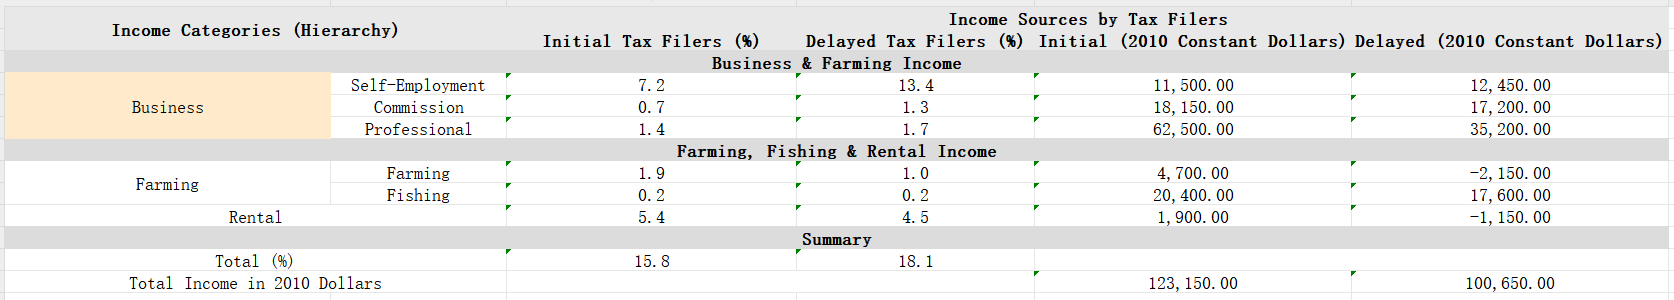 Income Categories (Hierarchy) Income Sources by Tax Filers
Initial Tax Filers (%) Delayed Tax Filers (%) Initial (2010 Constant Dollars) Delayed (2010 Constant Dollars)
Business & Farming Income
Business Self-Employment 7.2 13.4 11,500.00 12,450.00
Commission 0.7 1.3 18,150.00 17,200.00
Professional 1.4 1.7 62,500.00 35,200.00
Farming, Fishing & Rental Income
Farming Farming 1.9 1.0 4,700.00 -2,150.00
Fishing 0.2 0.2 20,400.00 17,600.00
Rental 5.4 4.5 1,900.00 -1,150.00
Summary
Total (%) 15.8 18.1
Total Income in 2010 Dollars 123,150.00 100,650.00